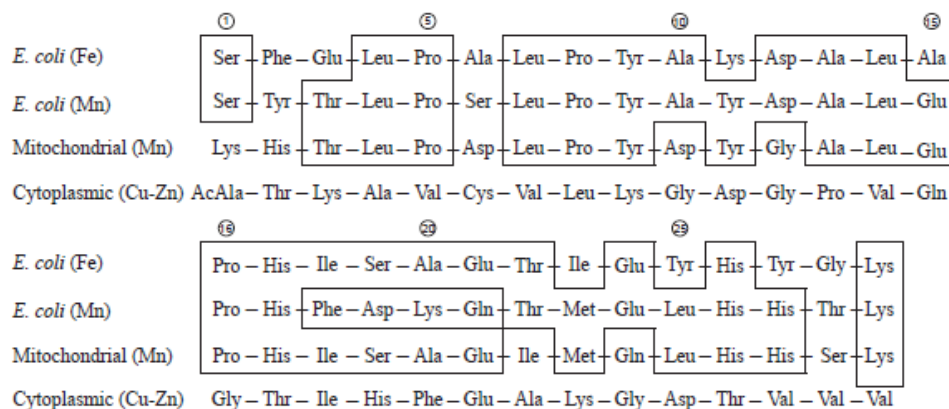 ① ⑤ ⑩ ⑮
E. coli (Fe) Ser – Phe – Glu – Leu – Pro – Ala – Leu – Pro – Tyr – Ala – Lys – Asp – Ala – Leu – Ala
E. coli (Mn) Ser – Tyr – Thr – Leu – Pro – Ser – Leu – Pro – Tyr – Ala – Tyr – Asp – Ala – Leu – Glu
Mitochondrial (Mn) Lys – His – Thr – Leu – Pro – Asp – Leu – Pro – Tyr – Asp – Tyr – Gly – Ala – Leu – Glu
Cytoplasmic (Cu-Zn) AcAla – Thr – Lys – Ala – Val – Cys – Val – Leu – Lys – Gly – Asp – Gly – Pro – Val – Gln
⑯ ⑳ ㉕
E. coli (Fe) Pro – His – Ile – Ser – Ala – Glu – Thr – Ile – Glu – Tyr – His – Tyr – Gly – Lys
E. coli (Mn) Pro – His – Phe – Asp – Lys – Gln – Thr – Met – Glu – Leu – His – His – Thr – Lys
Mitochondrial (Mn) Pro – His – Ile – Ser – Ala – Glu – Ile – Met – Gln – Leu – His – His – Ser – Lys
Cytoplasmic (Cu-Zn) Gly – Thr – Ile – His – Phe – Glu – Ala – Lys – Gly – Asp – Thr – Val – Val – Val